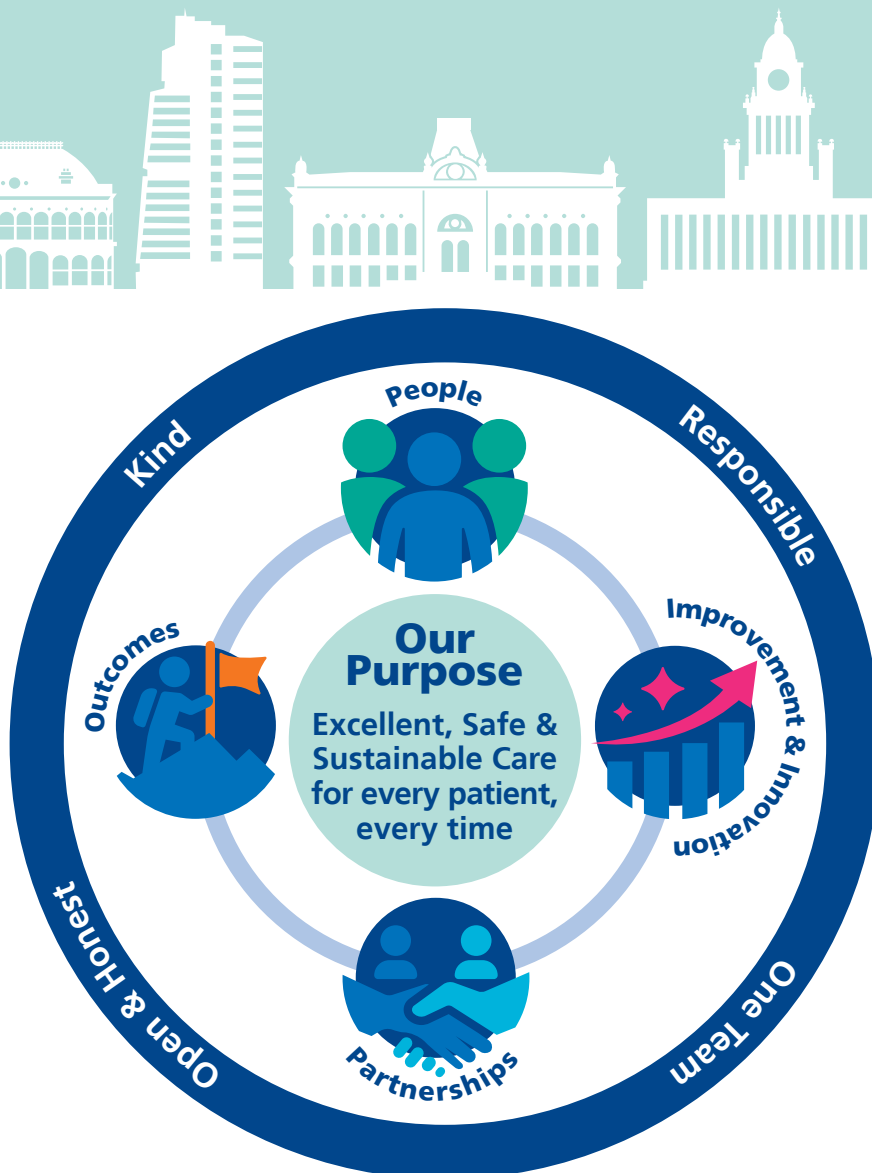 Kind
Responsible
People
Outcomes
Improvement & Innovation
Our
Purpose
Excellent, Safe &
Sustainable Care
for every patient,
every time
Partnerships
Open & Honest
One Team